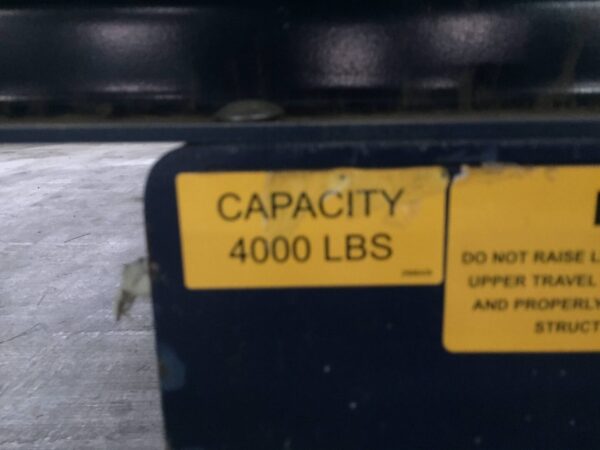 CAPACITY
4000 LBS
DO NOT RAISE
UPPER TRAVEL
AND PROPERLY
STRUCT